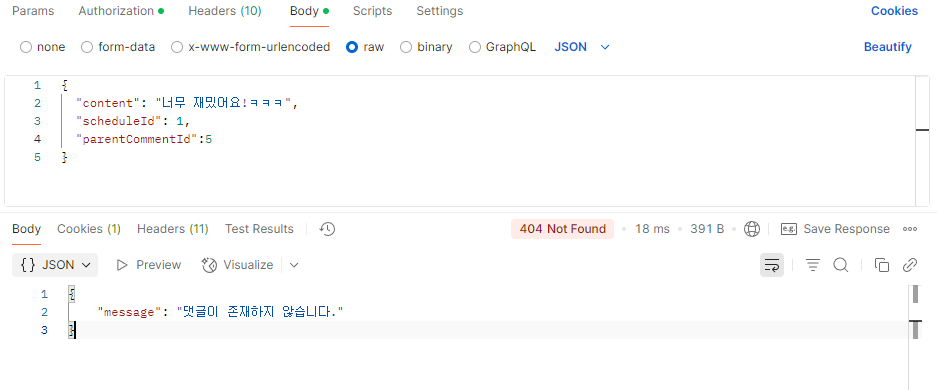 Params Authorization Headers (10) Body Scripts Settings Cookies
none form-data x-www-form-urlencoded raw binary GraphQL JSON Beautify
1 {
2 "content": "너무 재밌어요!ㅋㅋㅋ",
3 "scheduleId": 1,
4 "parentCommentId":5
5 }
Body Cookies (1) Headers (11) Test Results 404 Not Found 18 ms 391 B e.g. Save Response
{} JSON Preview Visualize
1 {
2 "message": "댓글이 존재하지 않습니다."
3 }